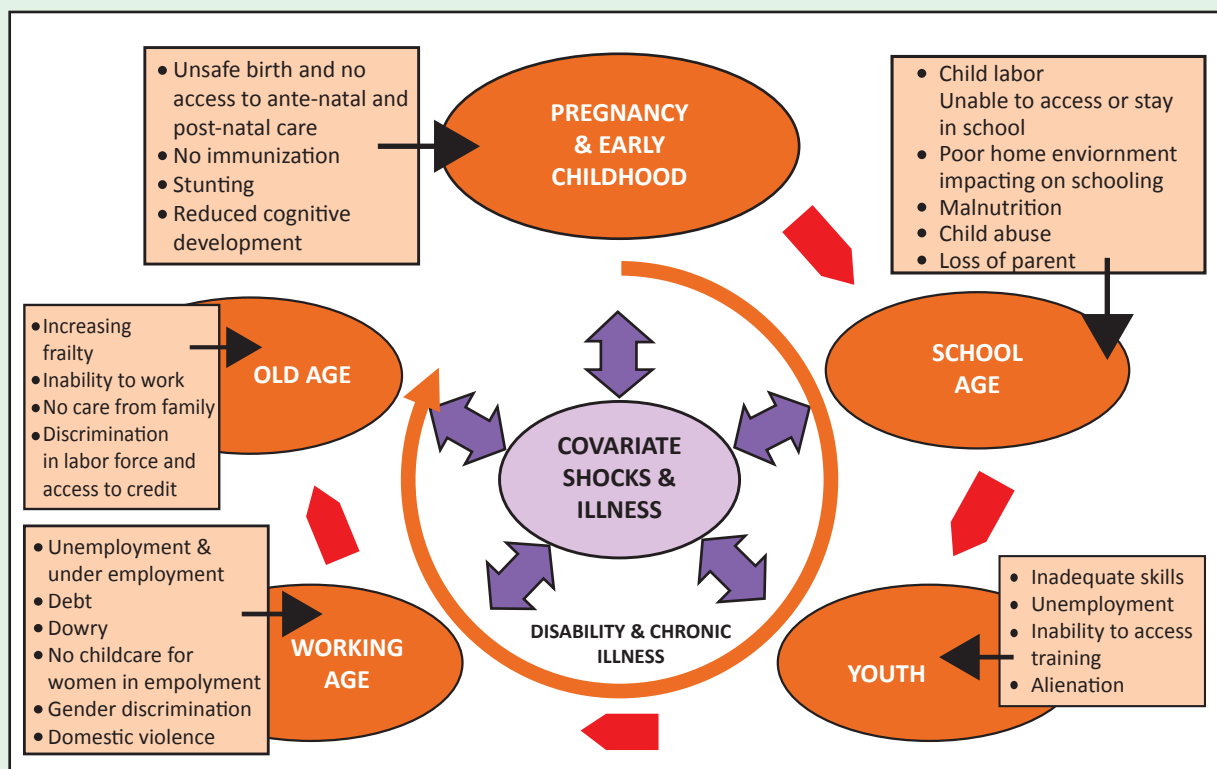 • Unsafe birth and no
access to ante-natal and
post-natal care
• No immunization
• Stunting
• Reduced cognitive
development
PREGNANCY
& EARLY
CHILDHOOD
• Child labor
Unable to access or stay
in school
• Poor home enviornment
impacting on schooling
• Malnutrition
• Child abuse
• Loss of parent
SCHOOL
AGE
• Inadequate skills
• Unemployment
• Inability to access
• training
• Alienation
YOUTH
• Unemployment &
under employment
• Debt
• Dowry
• No childcare for
women in empolyment
• Gender discrimination
• Domestic violence
WORKING
AGE
• Increasing
frailty
• Inability to work
• No care from family
• Discrimination
in labor force and
access to credit
OLD AGE
COVARIATE
SHOCKS &
ILLNESS
DISABILITY & CHRONIC
ILLNESS